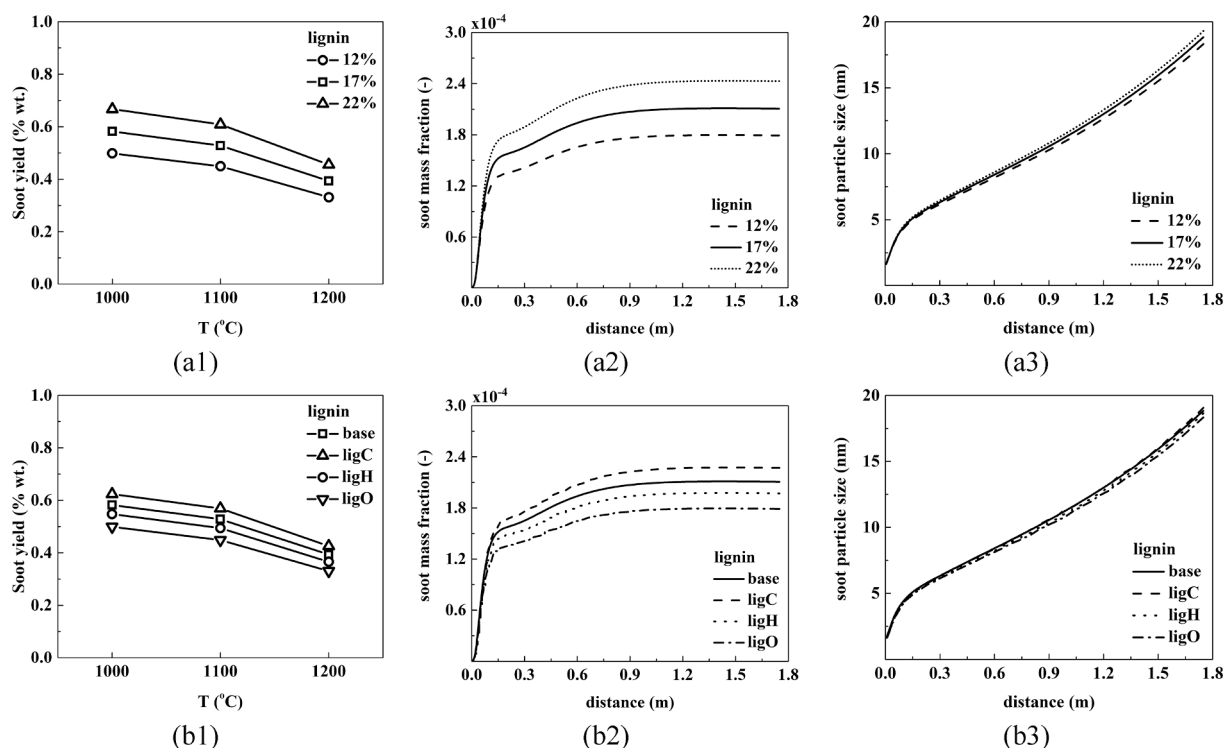 1.0
0.8
0.6
0.4
0.2
0.0
Soot yield (% wt.)
lignin
12%
17%
22%
1000 1100 1200
T (°C)
(a1)
x10⁻⁴
3.0
2.4
1.8
1.2
0.6
soot mass fraction (-)
lignin
12%
17%
22%
0.0 0.3 0.6 0.9 1.2 1.5 1.8
distance (m)
(a2)
20
15
10
5
0
soot particle size (nm)
lignin
12%
17%
22%
0.0 0.3 0.6 0.9 1.2 1.5 1.8
distance (m)
(a3)
1.0
0.8
0.6
0.4
0.2
0.0
Soot yield (% wt.)
lignin
base
ligC
ligH
ligO
1000 1100 1200
T (°C)
(b1)
x10⁻⁴
3.0
2.4
1.8
1.2
0.6
soot mass fraction (-)
lignin
base
ligC
ligH
ligO
0.0 0.3 0.6 0.9 1.2 1.5 1.8
distance (m)
(b2)
20
15
10
5
0
soot particle size (nm)
lignin
base
ligC
ligH
ligO
0.0 0.3 0.6 0.9 1.2 1.5 1.8
distance (m)
(b3)